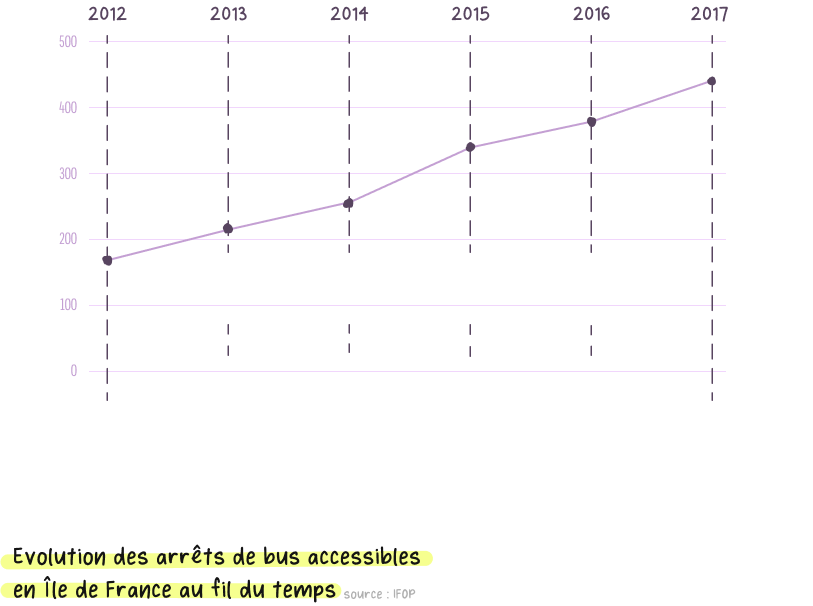 2012 2013 2014 2015 2016 2017
500
400
300
200
100
0
Evolution des arrêts de bus accessibles
en Île de France au fil du temps source : IFOP